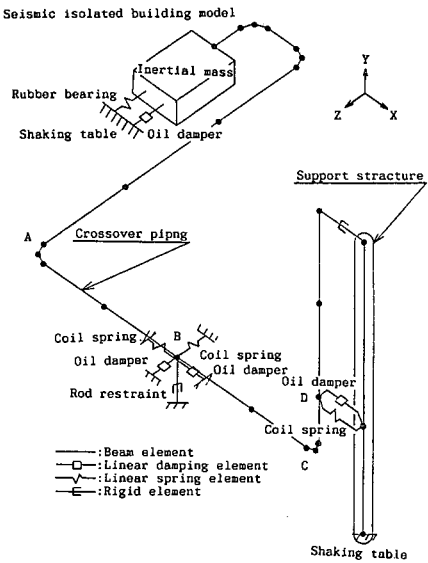 Seismic isolated building model
Inertial mass
Rubber bearing
Shaking table
Oil damper
Y
Z
X
Support stracture
A
Crossover pipng
Coil spring
B
Oil damper
Coil spring
Oil damper
Rod restraint
Oil damper
D
Coil spring
C
:Beam element
:Linear damping element
:Linear spring element
:Rigid element
Shaking table